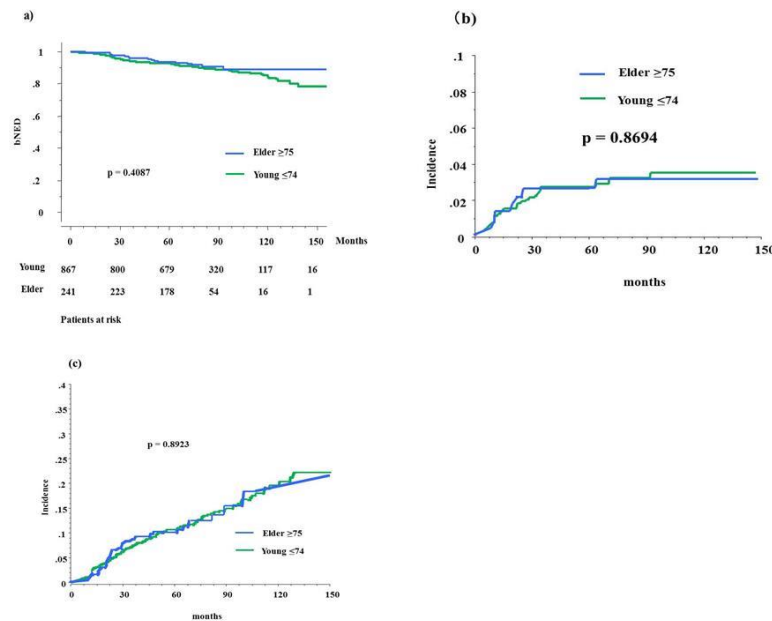 a)
1
.8
.6
.4
.2
0
bNED
Elder ≥75
Young ≤74
p = 0.4087
0 30 60 90 120 150 Months
Young 867 800 679 320 117 16
Elder 241 223 178 54 16 1
Patients at risk
(b)
.1
.08
.06
.04
.02
0
Incidence
Elder ≥75
Young ≤74
p = 0.8694
0 30 60 90 120 150
months
(c)
.4
.35
.3
.25
.2
.15
.1
.05
0
Incidence
p = 0.8923
Elder ≥75
Young ≤74
0 30 60 90 120 150
months